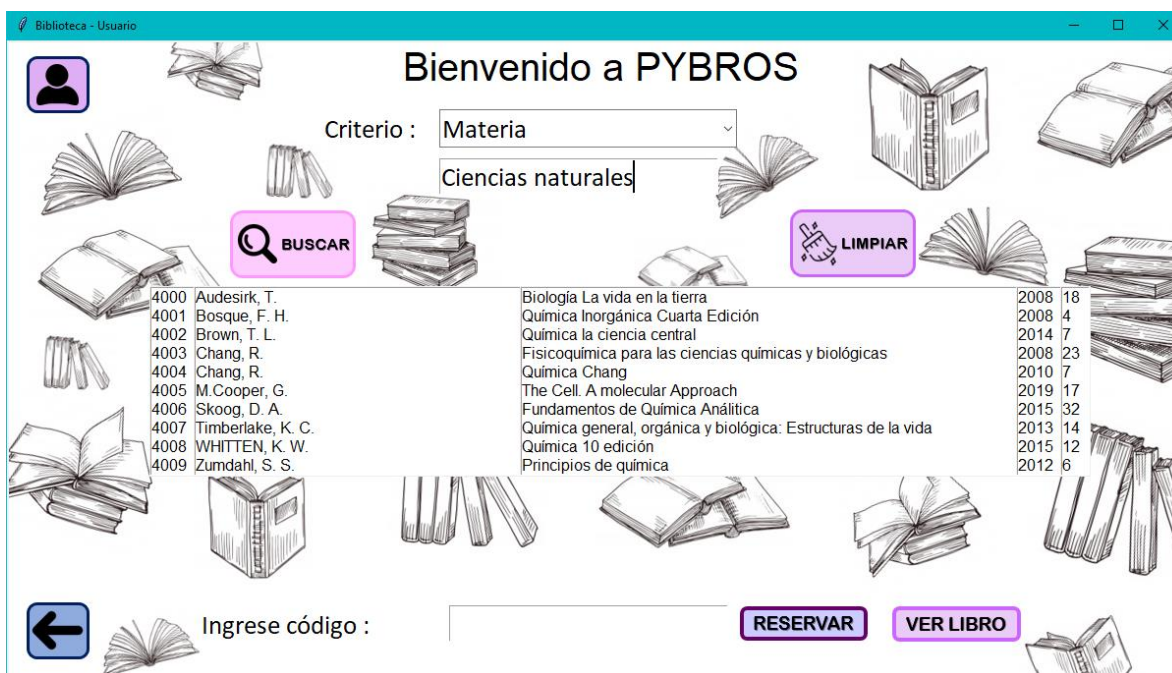 Biblioteca - Usuario
Bienvenido a PYBROS
Criterio : Materia
Ciencias naturales
BUSCAR
LIMPIAR
4000 Audesirk, T. Biología La vida en la tierra 2008 18
4001 Bosque, F. H. Química Inorgánica Cuarta Edición 2008 4
4002 Brown, T. L. Química la ciencia central 2014 7
4003 Chang, R. Fisicoquímica para las ciencias químicas y biológicas 2008 23
4004 Chang, R. Química Chang 2010 7
4005 M.Cooper, G. The Cell. A molecular Approach 2019 17
4006 Skoog, D. A. Fundamentos de Química Análitica 2015 32
4007 Timberlake, K. C. Química general, orgánica y biológica: Estructuras de la vida 2013 14
4008 WHITTEN, K. W. Química 10 edición 2015 12
4009 Zumdahl, S. S. Principios de química 2012 6
Ingrese código :
RESERVAR
VER LIBRO